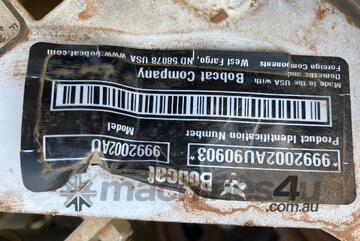 Bobcat
*9992002AU90903*
9992002AU
Product Identification Number
Model
Bobcat Company
West Fargo, ND 58078 USA
www.bobcat.com
Made in the USA with
Domestic and
Foreign Components
machines4u
.com.au